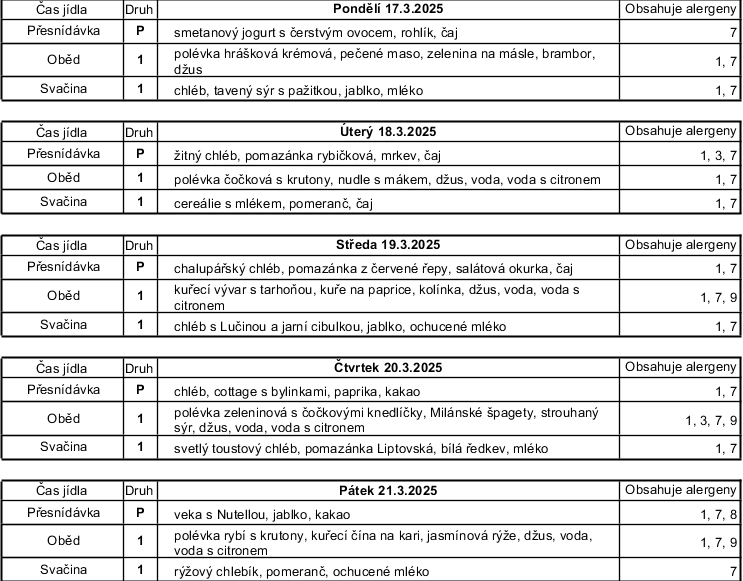 Čas jídla Druh Pondělí 17.3.2025 Obsahuje alergeny
Přesnídávka P smetanový jogurt s čerstvým ovocem, rohlík, čaj 7
Oběd 1 polévka hrášková krémová, pečené maso, zelenina na másle, brambor,
džus 1, 7
Svačina 1 chléb, tavený sýr s pažitkou, jablko, mléko 1, 7
Čas jídla Druh Úterý 18.3.2025 Obsahuje alergeny
Přesnídávka P žitný chléb, pomazánka rybičková, mrkev, čaj 1, 3, 7
Oběd 1 polévka čočková s krutony, nudle s mákem, džus, voda, voda s citronem 1, 7
Svačina 1 cereálie s mlékem, pomeranč, čaj 1, 7
Čas jídla Druh Středa 19.3.2025 Obsahuje alergeny
Přesnídávka P chalupářský chléb, pomazánka z červené řepy, salátová okurka, čaj 1, 7
Oběd 1 kuřecí vývar s tarhoňou, kuře na paprice, kolínka, džus, voda, voda s
citronem 1, 7, 9
Svačina 1 chléb s Lučinou a jarní cibulkou, jablko, ochucené mléko 1, 7
Čas jídla Druh Čtvrtek 20.3.2025 Obsahuje alergeny
Přesnídávka P chléb, cottage s bylinkami, paprika, kakao 1, 7
Oběd 1 polévka zeleninová s čočkovými knedlíčky, Milánské špagety, strouhaný
sýr, džus, voda, voda s citronem 1, 3, 7, 9
Svačina 1 svetlý toustový chléb, pomazánka Liptovská, bílá ředkev, mléko 1, 7
Čas jídla Druh Pátek 21.3.2025 Obsahuje alergeny
Přesnídávka P veka s Nutellou, jablko, kakao 1, 7, 8
Oběd 1 polévka rybí s krutony, kuřecí čína na kari, jasmínová rýže, džus, voda,
voda s citronem 1, 7, 9
Svačina 1 rýžový chlebík, pomeranč, ochucené mléko 7